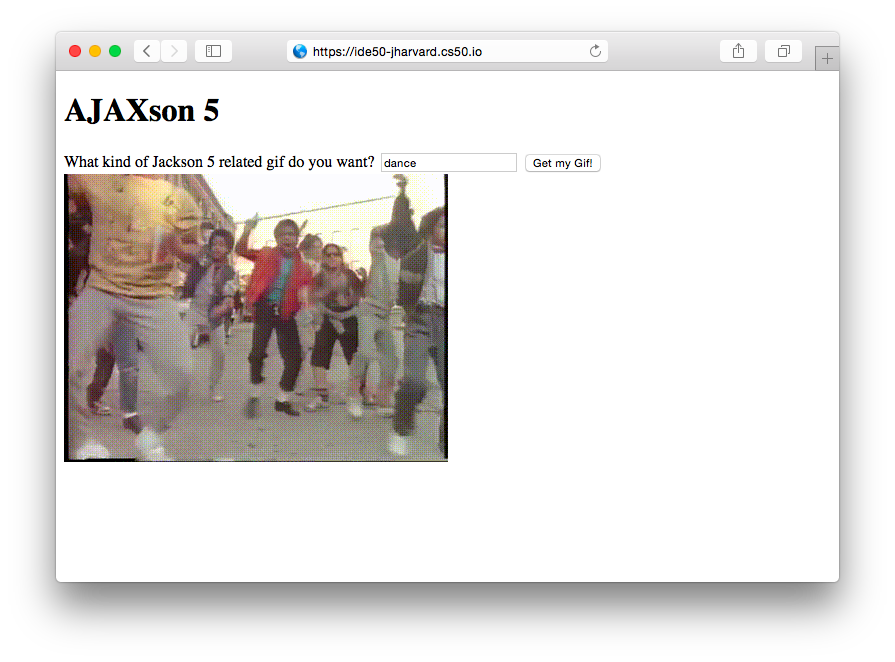 https://ide50-jharvard.cs50.io
AJAXson 5
What kind of Jackson 5 related gif do you want? dance Get my Gif!